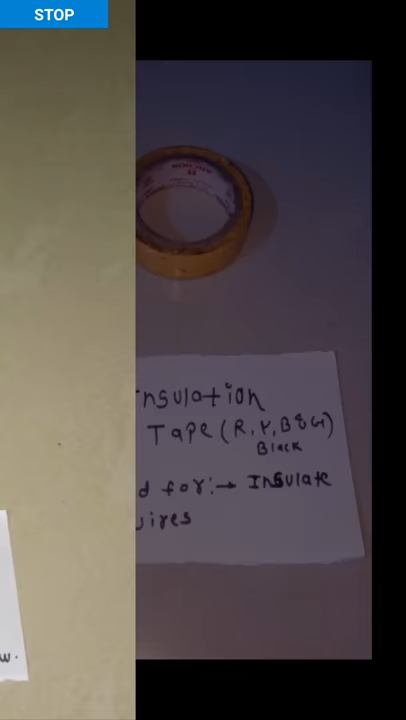 STOP
nsulation
Tape (R, Y, B & G)
Black
d for:→ Insulate
ires
w.